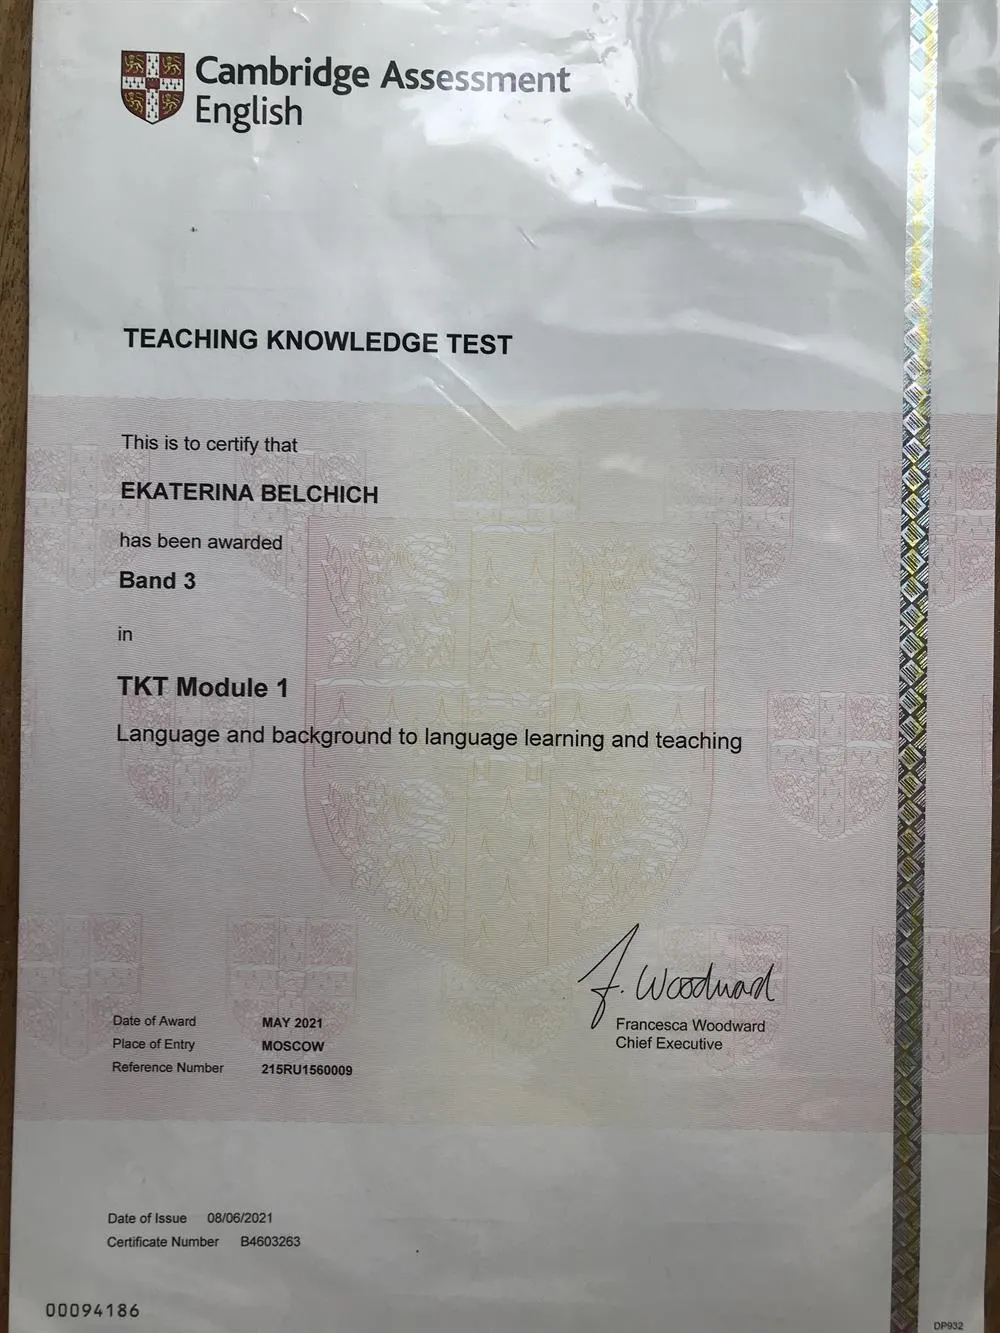 Cambridge Assessment
English
TEACHING KNOWLEDGE TEST
This is to certify that
EKATERINA BELCHICH
has been awarded
Band 3
in
TKT Module 1
Language and background to language learning and teaching
F. Woodward
Francesca Woodward
Chief Executive
Date of Award MAY 2021
Place of Entry MOSCOW
Reference Number 215RU1560009
Date of Issue 08/06/2021
Certificate Number B4603263
00094186
DP932